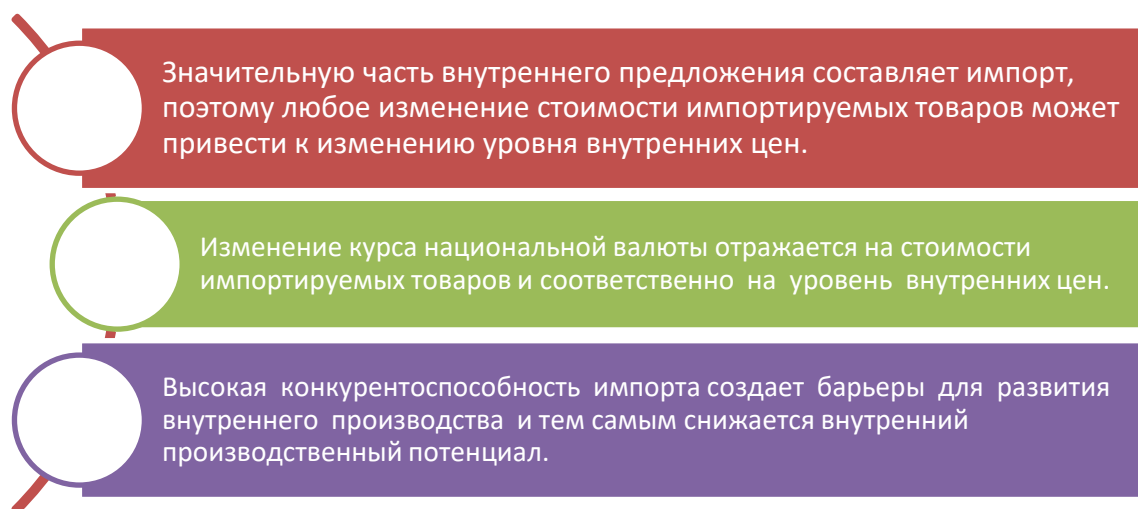 Значительную часть внутреннего предложения составляет импорт,
поэтому любое изменение стоимости импортируемых товаров может
привести к изменению уровня внутренних цен.
Изменение курса национальной валюты отражается на стоимости
импортируемых товаров и соответственно на уровень внутренних цен.
Высокая конкурентоспособность импорта создает барьеры для развития
внутреннего производства и тем самым снижается внутренний
производственный потенциал.